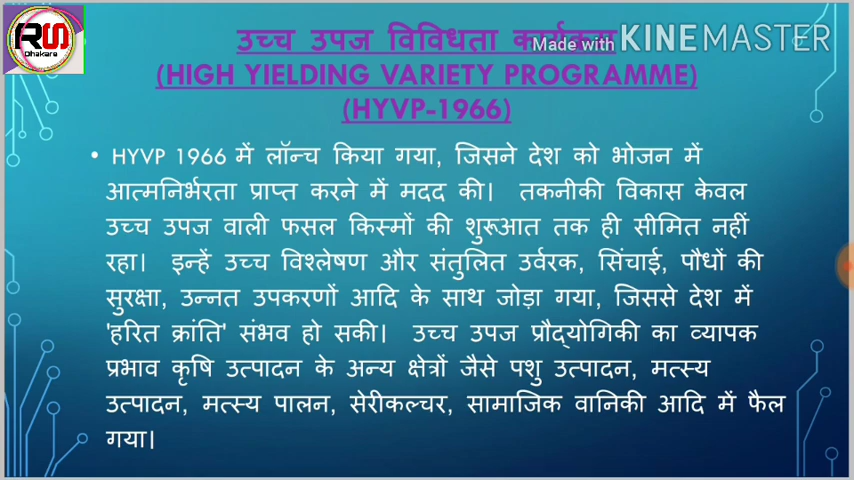 RS
Dhakare
उच्च उपज विविधता कार्यक्रम
Made with KINEMASTER
(HIGH YIELDING VARIETY PROGRAMME)
(HYVP-1966)
• HYVP 1966 में लॉन्च किया गया, जिसने देश को भोजन में
आत्मनिर्भरता प्राप्त करने में मदद की। तकनीकी विकास केवल
उच्च उपज वाली फसल किस्मों की शुरूआत तक ही सीमित नहीं
रहा। इन्हें उच्च विश्लेषण और संतुलित उर्वरक, सिंचाई, पौधों की
सुरक्षा, उन्नत उपकरणों आदि के साथ जोड़ा गया, जिससे देश में
'हरित क्रांति' संभव हो सकी। उच्च उपज प्रौद्योगिकी का व्यापक
प्रभाव कृषि उत्पादन के अन्य क्षेत्रों जैसे पशु उत्पादन, मत्स्य
उत्पादन, मत्स्य पालन, सेरीकल्चर, सामाजिक वानिकी आदि में फैल
गया।